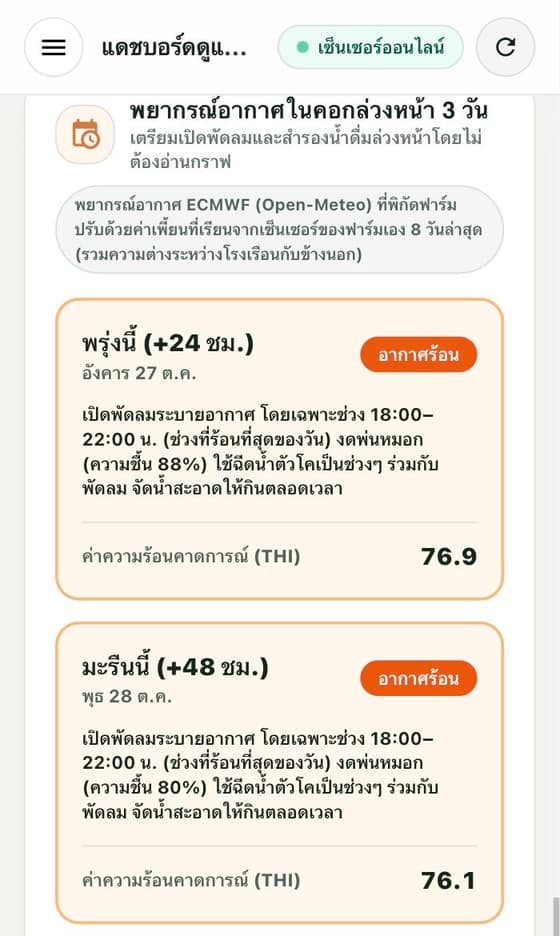 แดชบอร์ดดูแ...
เซ็นเซอร์ออนไลน์
พยากรณ์อากาศในคอกล่วงหน้า 3 วัน
เตรียมเปิดพัดลมและสำรองน้ำดื่มล่วงหน้าโดยไม่
ต้องอ่านกราฟ
พยากรณ์อากาศ ECMWF (Open-Meteo) ที่พิกัดฟาร์ม
ปรับด้วยค่าเพี้ยนที่เรียนจากเซ็นเซอร์ของฟาร์มเอง 8 วันล่าสุด
(รวมความต่างระหว่างโรงเรือนกับข้างนอก)
พรุ่งนี้ (+24 ชม.)
อากาศร้อน
อังคาร 27 ต.ค.
เปิดพัดลมระบายอากาศ โดยเฉพาะช่วง 18:00–
22:00 น. (ช่วงที่ร้อนที่สุดของวัน) งดพ่นหมอก
(ความชื้น 88%) ใช้ฉีดน้ำตัวโคเป็นช่วงๆ ร่วมกับ
พัดลม จัดน้ำสะอาดให้กินตลอดเวลา
ค่าความร้อนคาดการณ์ (THI)
76.9
มะรืนนี้ (+48 ชม.)
อากาศร้อน
พุธ 28 ต.ค.
เปิดพัดลมระบายอากาศ โดยเฉพาะช่วง 18:00–
22:00 น. (ช่วงที่ร้อนที่สุดของวัน) งดพ่นหมอก
(ความชื้น 80%) ใช้ฉีดน้ำตัวโคเป็นช่วงๆ ร่วมกับ
พัดลม จัดน้ำสะอาดให้กินตลอดเวลา
ค่าความร้อนคาดการณ์ (THI)
76.1